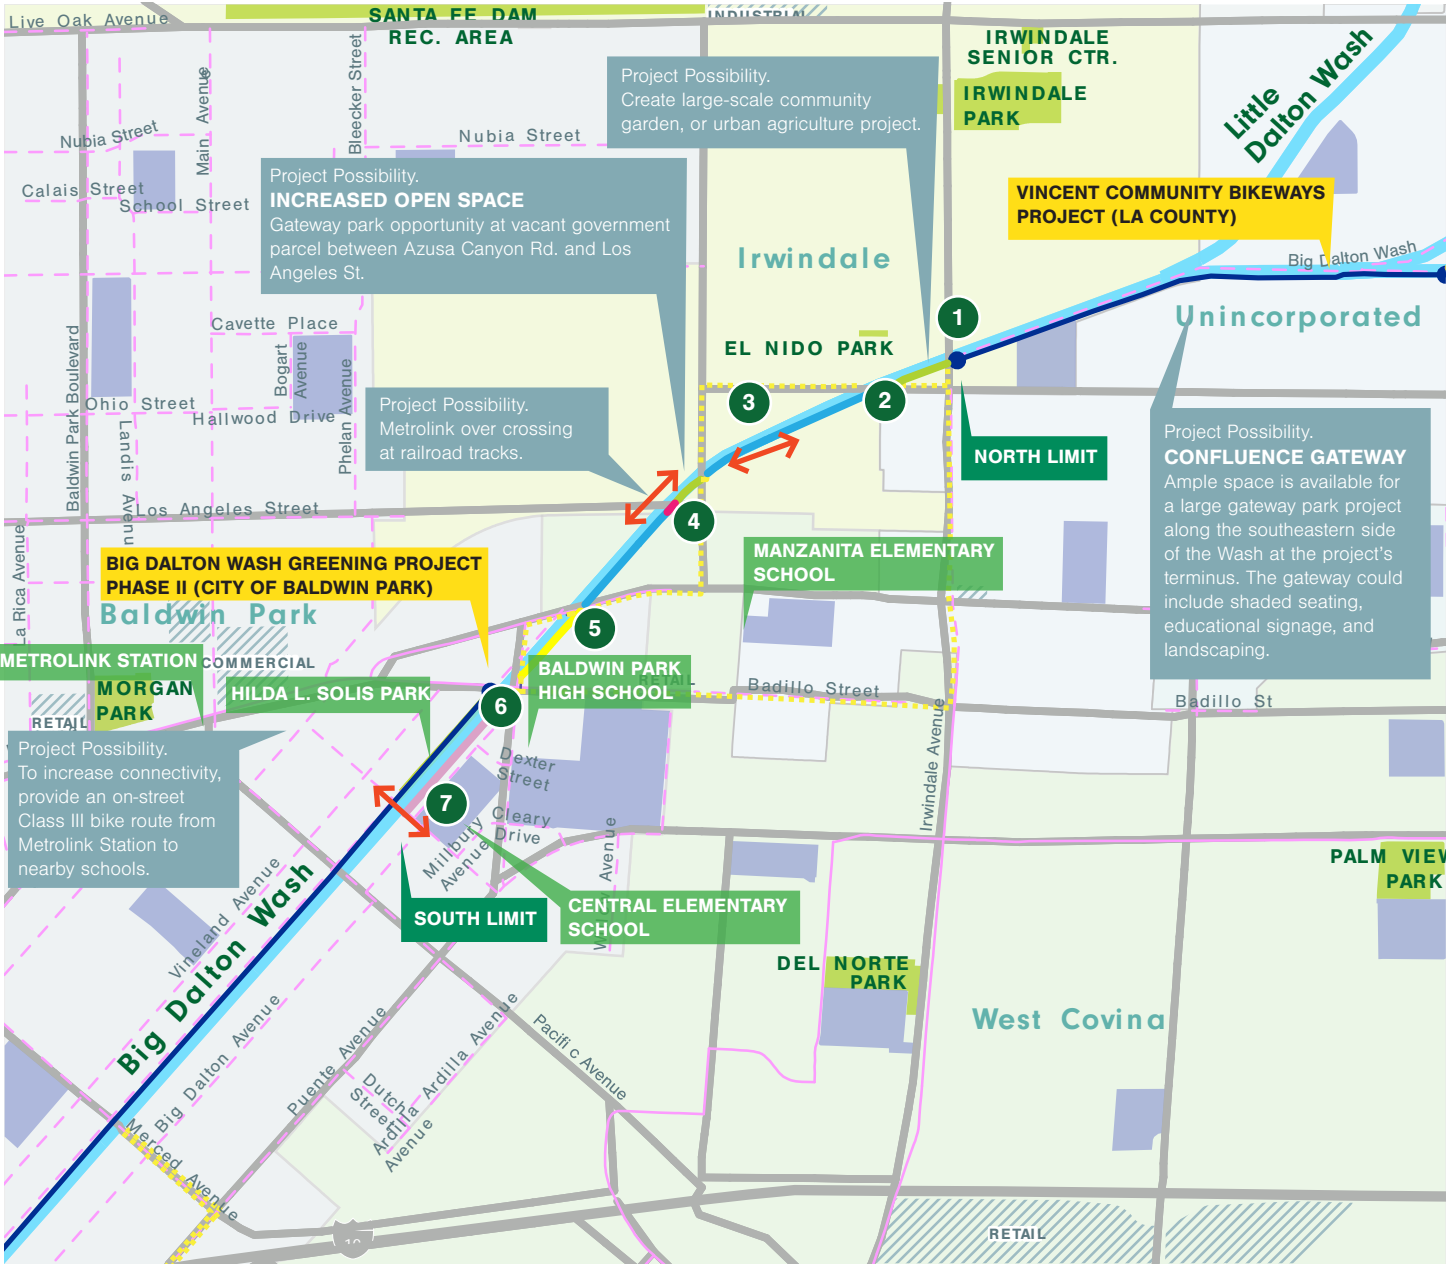 Live Oak Avenue
SANTA FE DAM
REC. AREA
INDUSTRIAL
IRWINDALE
SENIOR CTR.
IRWINDALE
PARK
Little
Dalton Wash
Project Possibility.
Create large-scale community
garden, or urban agriculture project.
Main Avenue
Bleecker Street
Nubia Street
Nubia Street
Calais Street
School Street
Project Possibility.
INCREASED OPEN SPACE
Gateway park opportunity at vacant government
parcel between Azusa Canyon Rd. and Los
Angeles St.
VINCENT COMMUNITY BIKEWAYS
PROJECT (LA COUNTY)
Big Dalton Wash
Irwindale
Unincorporated
1
EL NIDO PARK
2
3
Cavette Place
Bogart
Avenue
Phelan Avenue
Baldwin Park Boulevard
Ohio Street
Hallwood Drive
Landis Avenu
Los Angeles Street
La Rica Avenue
Project Possibility.
Metrolink over crossing
at railroad tracks.
NORTH LIMIT
Project Possibility.
CONFLUENCE GATEWAY
Ample space is available for
a large gateway park project
along the southeastern side
of the Wash at the project's
terminus. The gateway could
include shaded seating,
educational signage, and
landscaping.
4
BIG DALTON WASH GREENING PROJECT
PHASE II (CITY OF BALDWIN PARK)
MANZANITA ELEMENTARY
SCHOOL
Baldwin Park
5
METROLINK STATION
COMMERCIAL
MORGAN
PARK
RETAIL
HILDA L. SOLIS PARK
BALDWIN PARK
HIGH SCHOOL
RETAIL
Badillo Street
Badillo St
6
Project Possibility.
To increase connectivity,
provide an on-street
Class III bike route from
Metrolink Station to
nearby schools.
Dexter
Street
7
Cleary
Drive
Millbury
Avenue
Irwindale Avenue
SOUTH LIMIT
CENTRAL ELEMENTARY
SCHOOL
PALM VIEW
PARK
Vineland Avenue
Big Dalton Wash
Big Dalton Avenue
DEL NORTE
PARK
West Covina
Puente Avenue
Pacific Avenue
Dutch
Street
Ardilla Avenue
Ardilla
Avenue
Merced Avenue
10
RETAIL